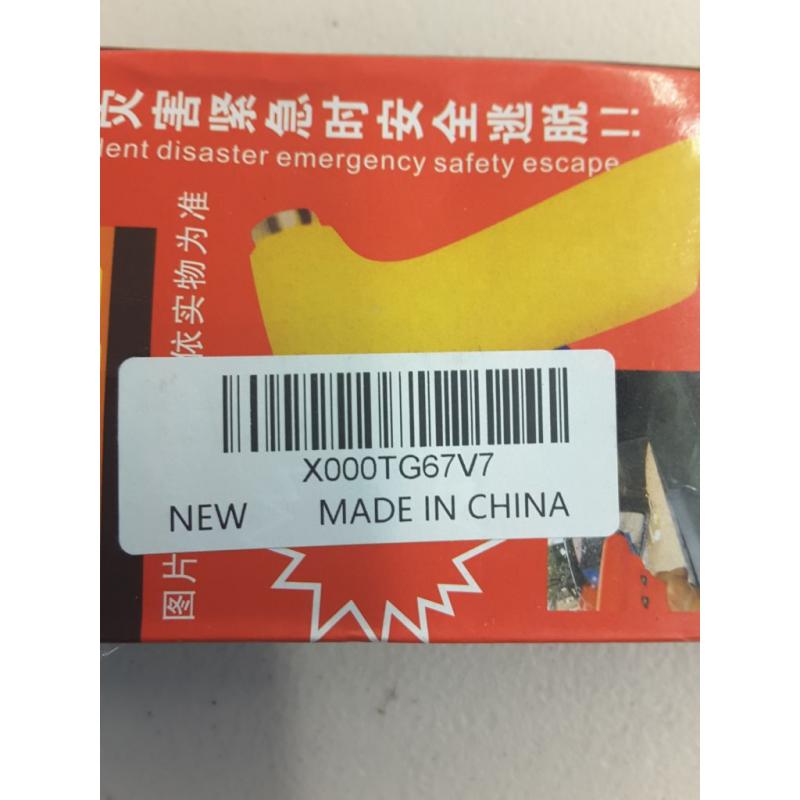 灾害紧急时安全逃脱!!
dent disaster emergency safety escape
依实物为准
图片
X000TG67V7
NEW MADE IN CHINA